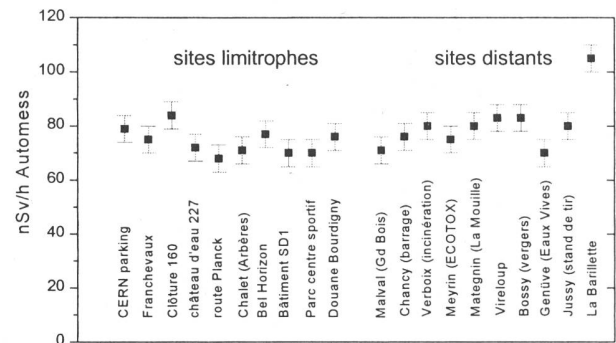 sites limitrophes
sites distants
nSv/h Automess
120
100
80
60
40
20
0
CERN parking
Franchevaux
Clôture 160
château d'eau 227
route Planck
Chalet (Arbères)
Bel Horizon
Bâtiment SD1
Parc centre sportif
Douane Bourdigny
Malval (Gd Bois)
Chancy (barrage)
Verboix (incinération)
Meyrin (ECOTOX)
Mategnin (La Mouille)
Vireloup
Bossy (vergers)
Genüve (Eaux Vives)
Jussy (stand de tir)
La Barillette